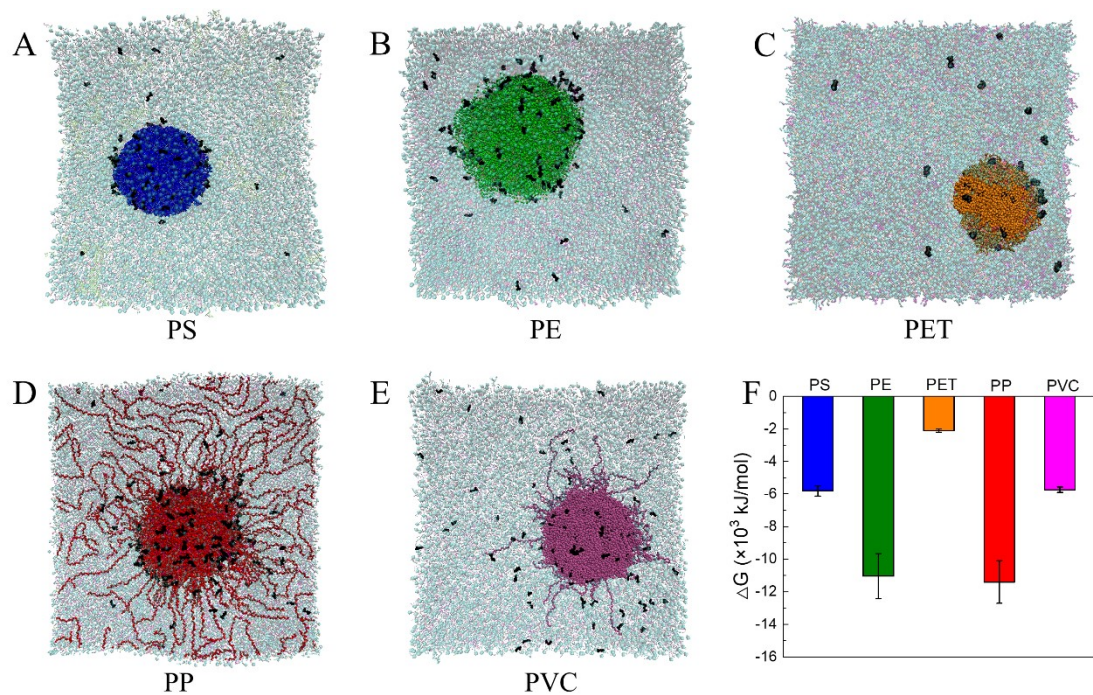 A
PS
B
PE
C
PET
D
PP
E
PVC
F
PS PE PET PP PVC
0
-2
-4
-6
-8
-10
-12
-14
-16
△G (×10³ kJ/mol)